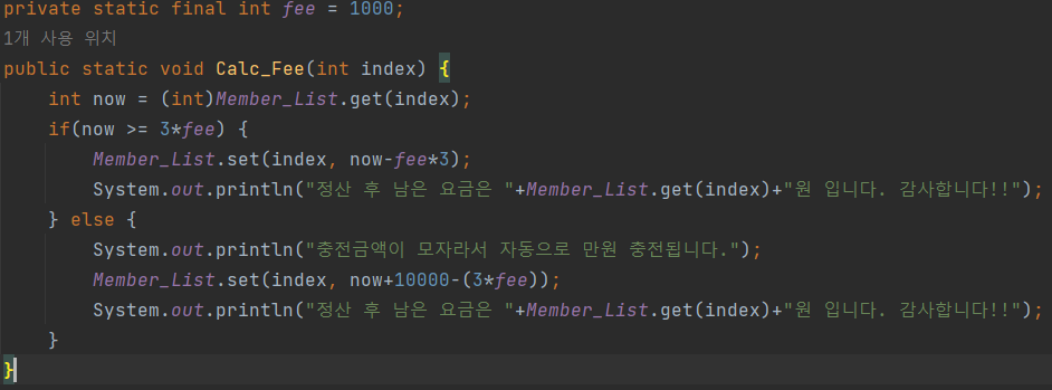 private static final int fee = 1000;
1개 사용 위치
public static void Calc_Fee(int index) {
    int now = (int)Member_List.get(index);
    if(now >= 3*fee) {
        Member_List.set(index, now-fee*3);
        System.out.println("정산 후 남은 요금은 "+Member_List.get(index)+"원 입니다. 감사합니다!!");
    } else {
        System.out.println("충전금액이 모자라서 자동으로 만원 충전됩니다.");
        Member_List.set(index, now+10000-(3*fee));
        System.out.println("정산 후 남은 요금은 "+Member_List.get(index)+"원 입니다. 감사합니다!!");
    }
}